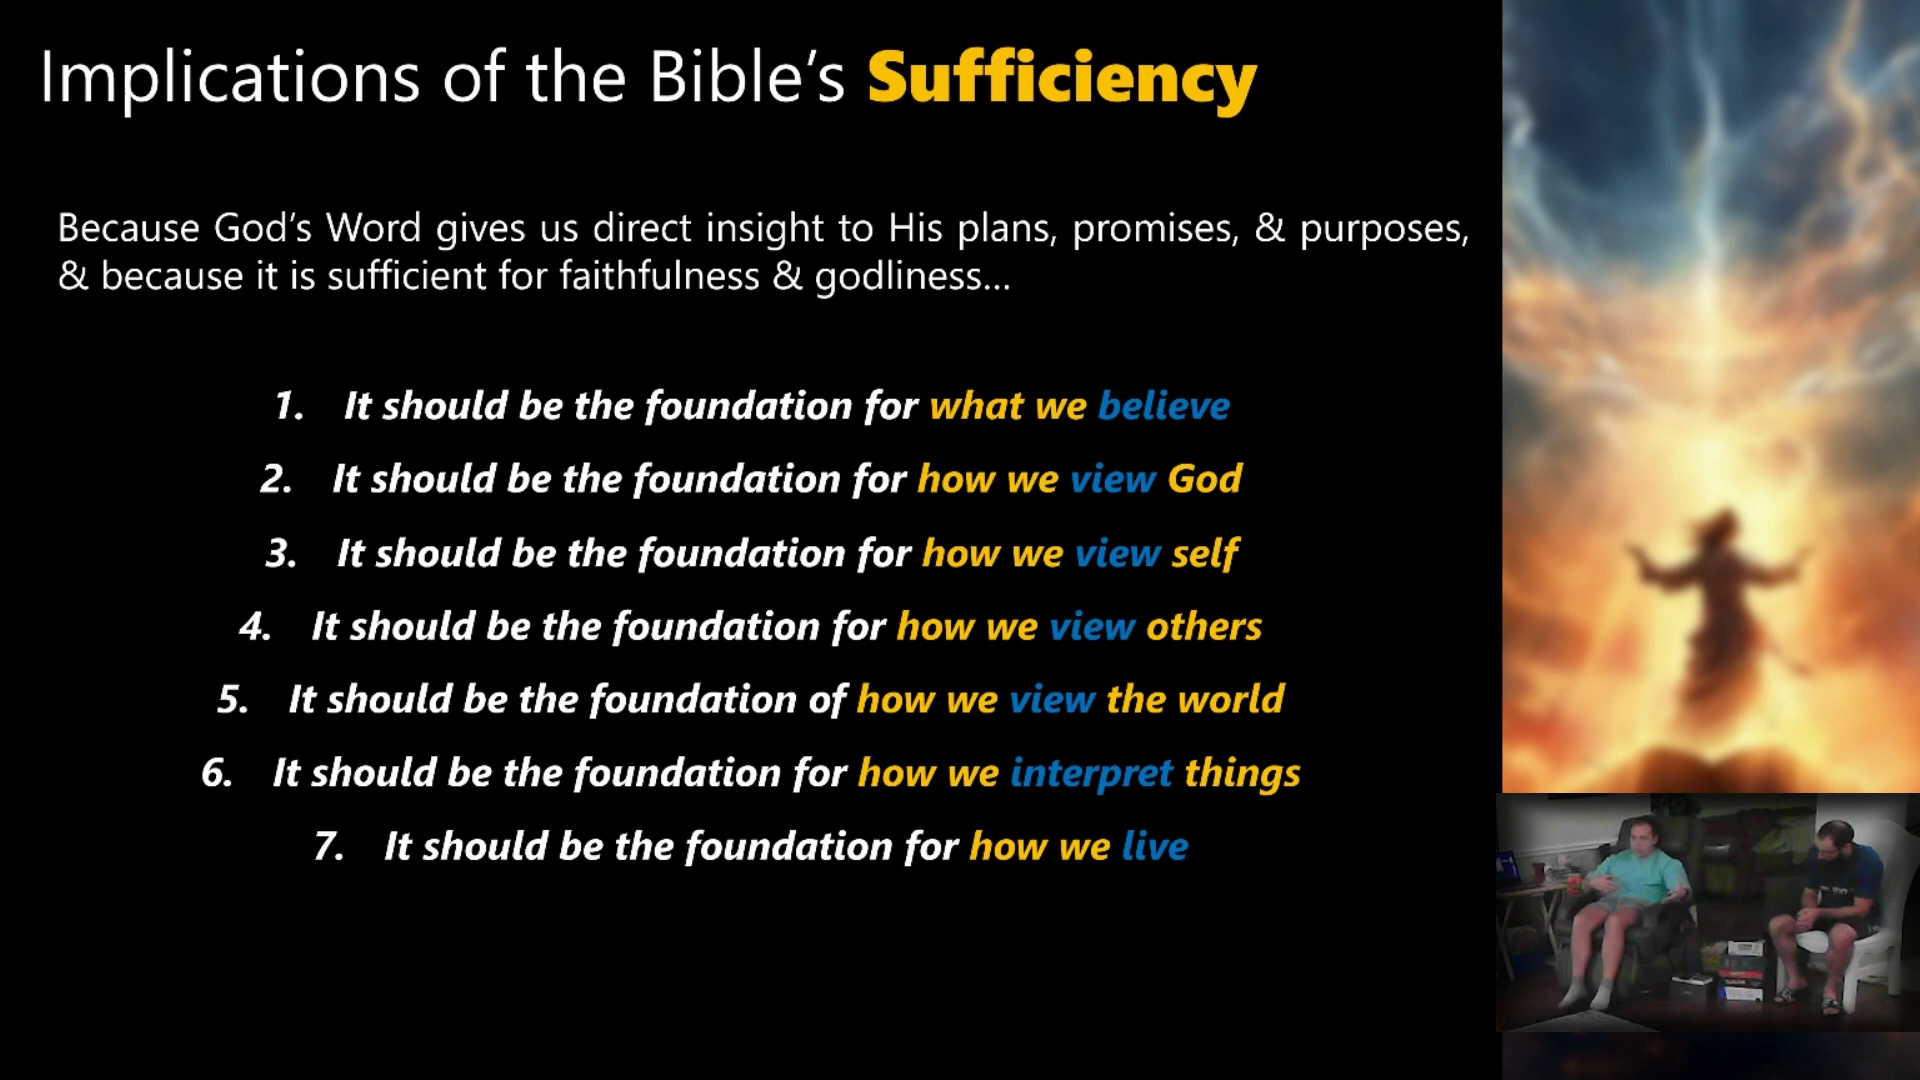 Implications of the Bible’s Sufficiency
Because God’s Word gives us direct insight to His plans, promises, & purposes,
& because it is sufficient for faithfulness & godliness...
1. It should be the foundation for what we believe
2. It should be the foundation for how we view God
3. It should be the foundation for how we view self
4. It should be the foundation for how we view others
5. It should be the foundation of how we view the world
6. It should be the foundation for how we interpret things
7. It should be the foundation for how we live